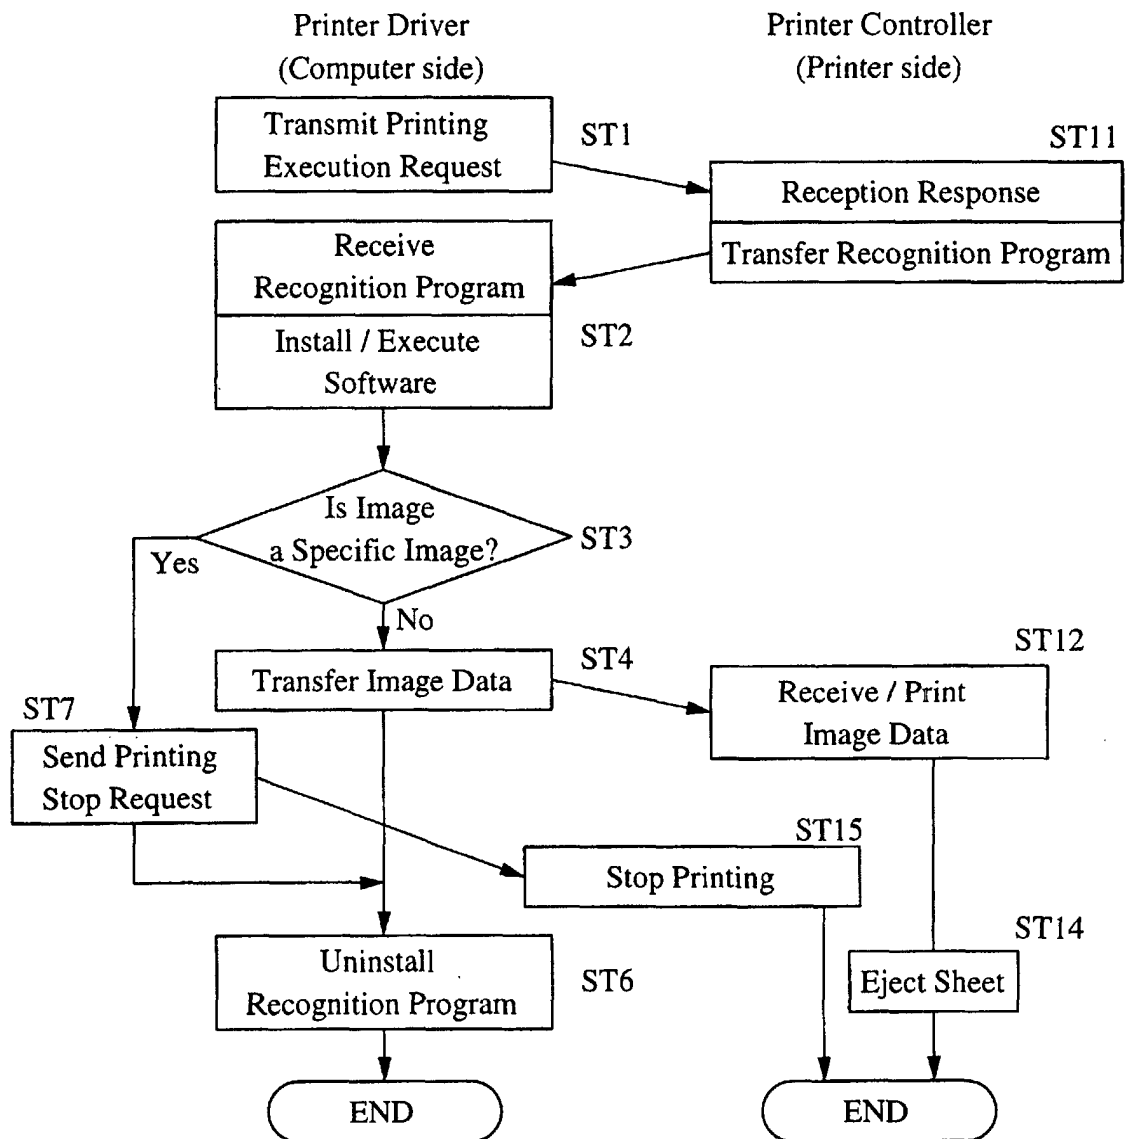 Printer Driver
(Computer side)
Printer Controller
(Printer side)
Transmit Printing
Execution Request
ST1
ST11
Reception Response
Transfer Recognition Program
Receive
Recognition Program
Install / Execute
Software
ST2
Is Image
a Specific Image?
ST3
Yes
No
Transfer Image Data
ST4
ST12
Receive / Print
Image Data
ST7
Send Printing
Stop Request
ST15
Stop Printing
ST14
Eject Sheet
Uninstall
Recognition Program
ST6
END
END